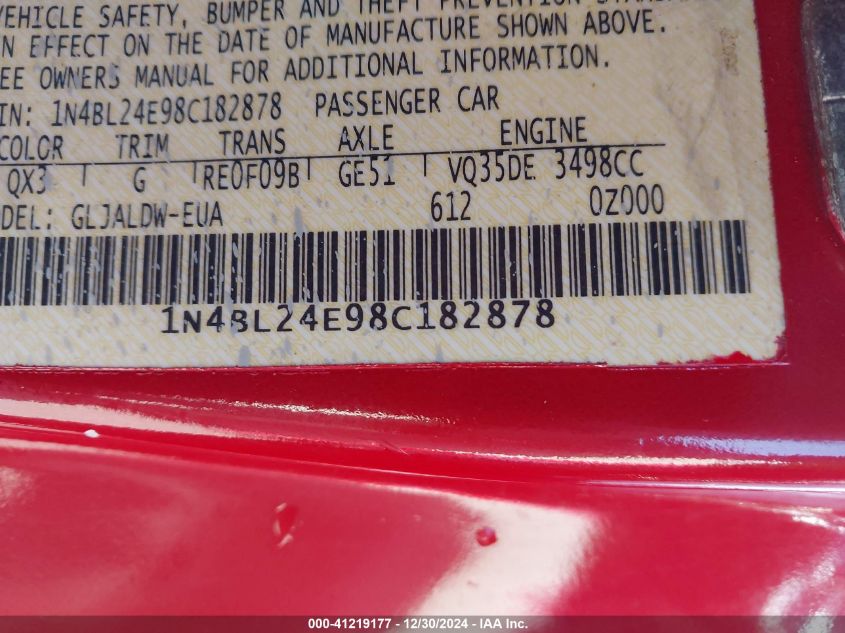 VEHICLE SAFETY, BUMPER AND THEFT PREVENTION
IN EFFECT ON THE DATE OF MANUFACTURE SHOWN ABOVE.
EE OWNERS MANUAL FOR ADDITIONAL INFORMATION.
IN: 1N4BL24E98C182878 PASSENGER CAR
COLOR TRIM TRANS AXLE ENGINE
QX3 G RE0F09B GE51 VQ35DE 3498CC
DEL: GLJALDW-EUA 612 0Z000
1N4BL24E98C182878
000-41219177 - 12/30/2024 - IAA Inc.